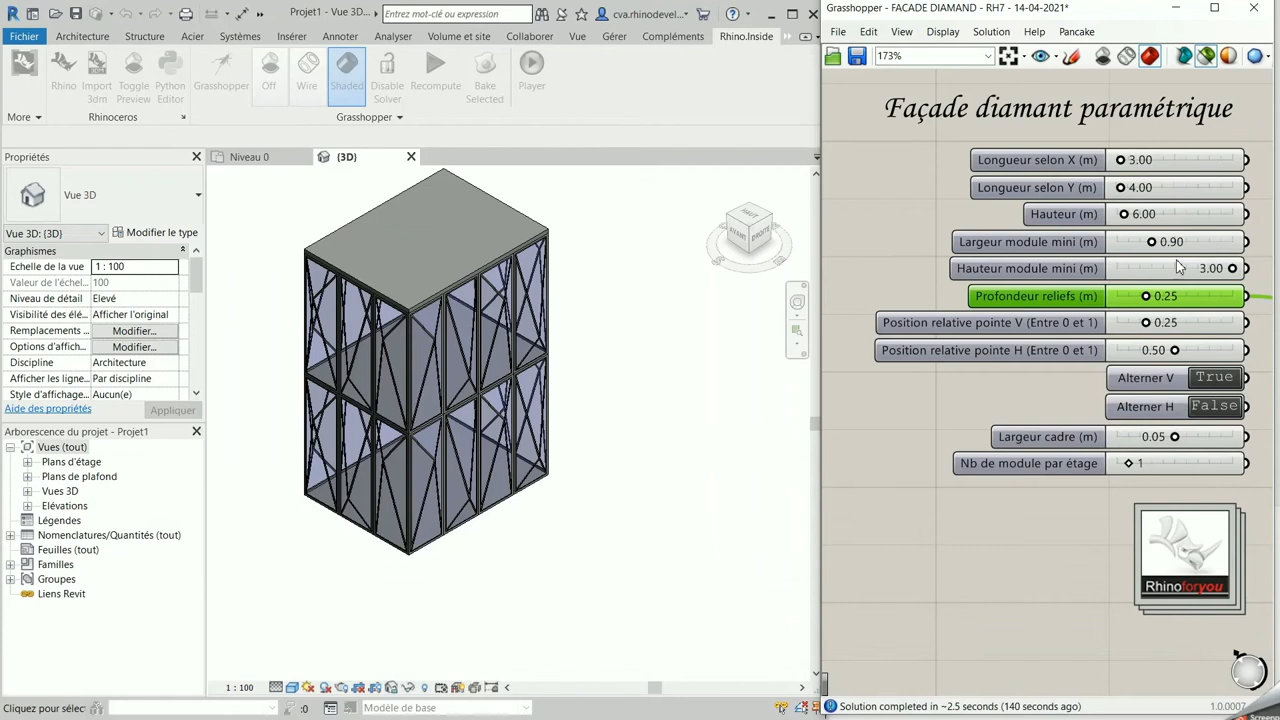 Projet1 - Vue 3D...
Entrez mot-clé ou expression
cva.rhinodevel...
Fichier Architecture Structure Acier Systèmes Insérer Annoter Analyser Volume et site Collaborer Vue Gérer Compléments Rhino.Inside
Rhino Import 3dm Toggle Preview Python Editor Grasshopper Off Wire Shaded Disable Solver Recompute Bake Selected Player
More Rhinoceros Grasshopper
Propriétés
Niveau 0 {3D}
Vue 3D
Vue 3D: {3D} Modifier le type
Graphismes
Echelle de la vue 1 : 100
Valeur de l'échel... 100
Niveau de détail Elevé
Visibilité des élé... Afficher l'original
Remplacements ... Modifier...
Options d'affich... Modifier...
Discipline Architecture
Afficher les ligne... Par discipline
Style d'affichage... Aucun(e)
Aide des propriétés Appliquer
Arborescence du projet - Projet1
Vues (tout)
Plans d'étage
Plans de plafond
Vues 3D
Elévations
Légendes
Nomenclatures/Quantités (tout)
Feuilles (tout)
Familles
Groupes
Liens Revit
HAUT
AVANT DROITE
1 : 100
Cliquez pour sélec :0 Modèle de base
Grasshopper - FACADE DIAMAND - RH7 - 14-04-2021*
File Edit View Display Solution Help Pancake
173%
Façade diamant paramétrique
Longueur selon X (m) 3.00
Longueur selon Y (m) 4.00
Hauteur (m) 6.00
Largeur module mini (m) 0.90
Hauteur module mini (m) 3.00
Profondeur reliefs (m) 0.25
Position relative pointe V (Entre 0 et 1) 0.25
Position relative pointe H (Entre 0 et 1) 0.50
Alterner V True
Alterner H False
Largeur cadre (m) 0.05
Nb de module par étage 1
Rhinoforyou
Solution completed in ~2.5 seconds (140 seconds ago) 1.0.0007